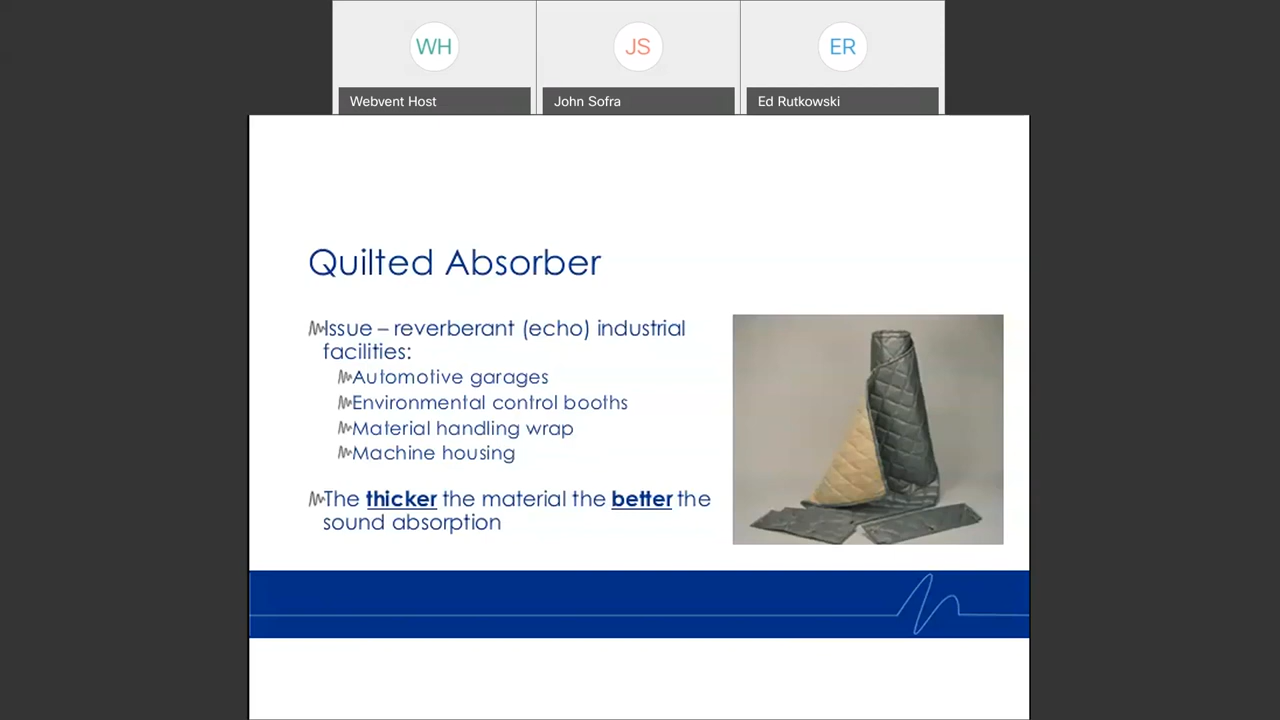 WH
JS
ER
Webvent Host
John Sofra
Ed Rutkowski
Quilted Absorber
Issue – reverberant (echo) industrial
facilities:
Automotive garages
Environmental control booths
Material handling wrap
Machine housing
The thicker the material the better the
sound absorption